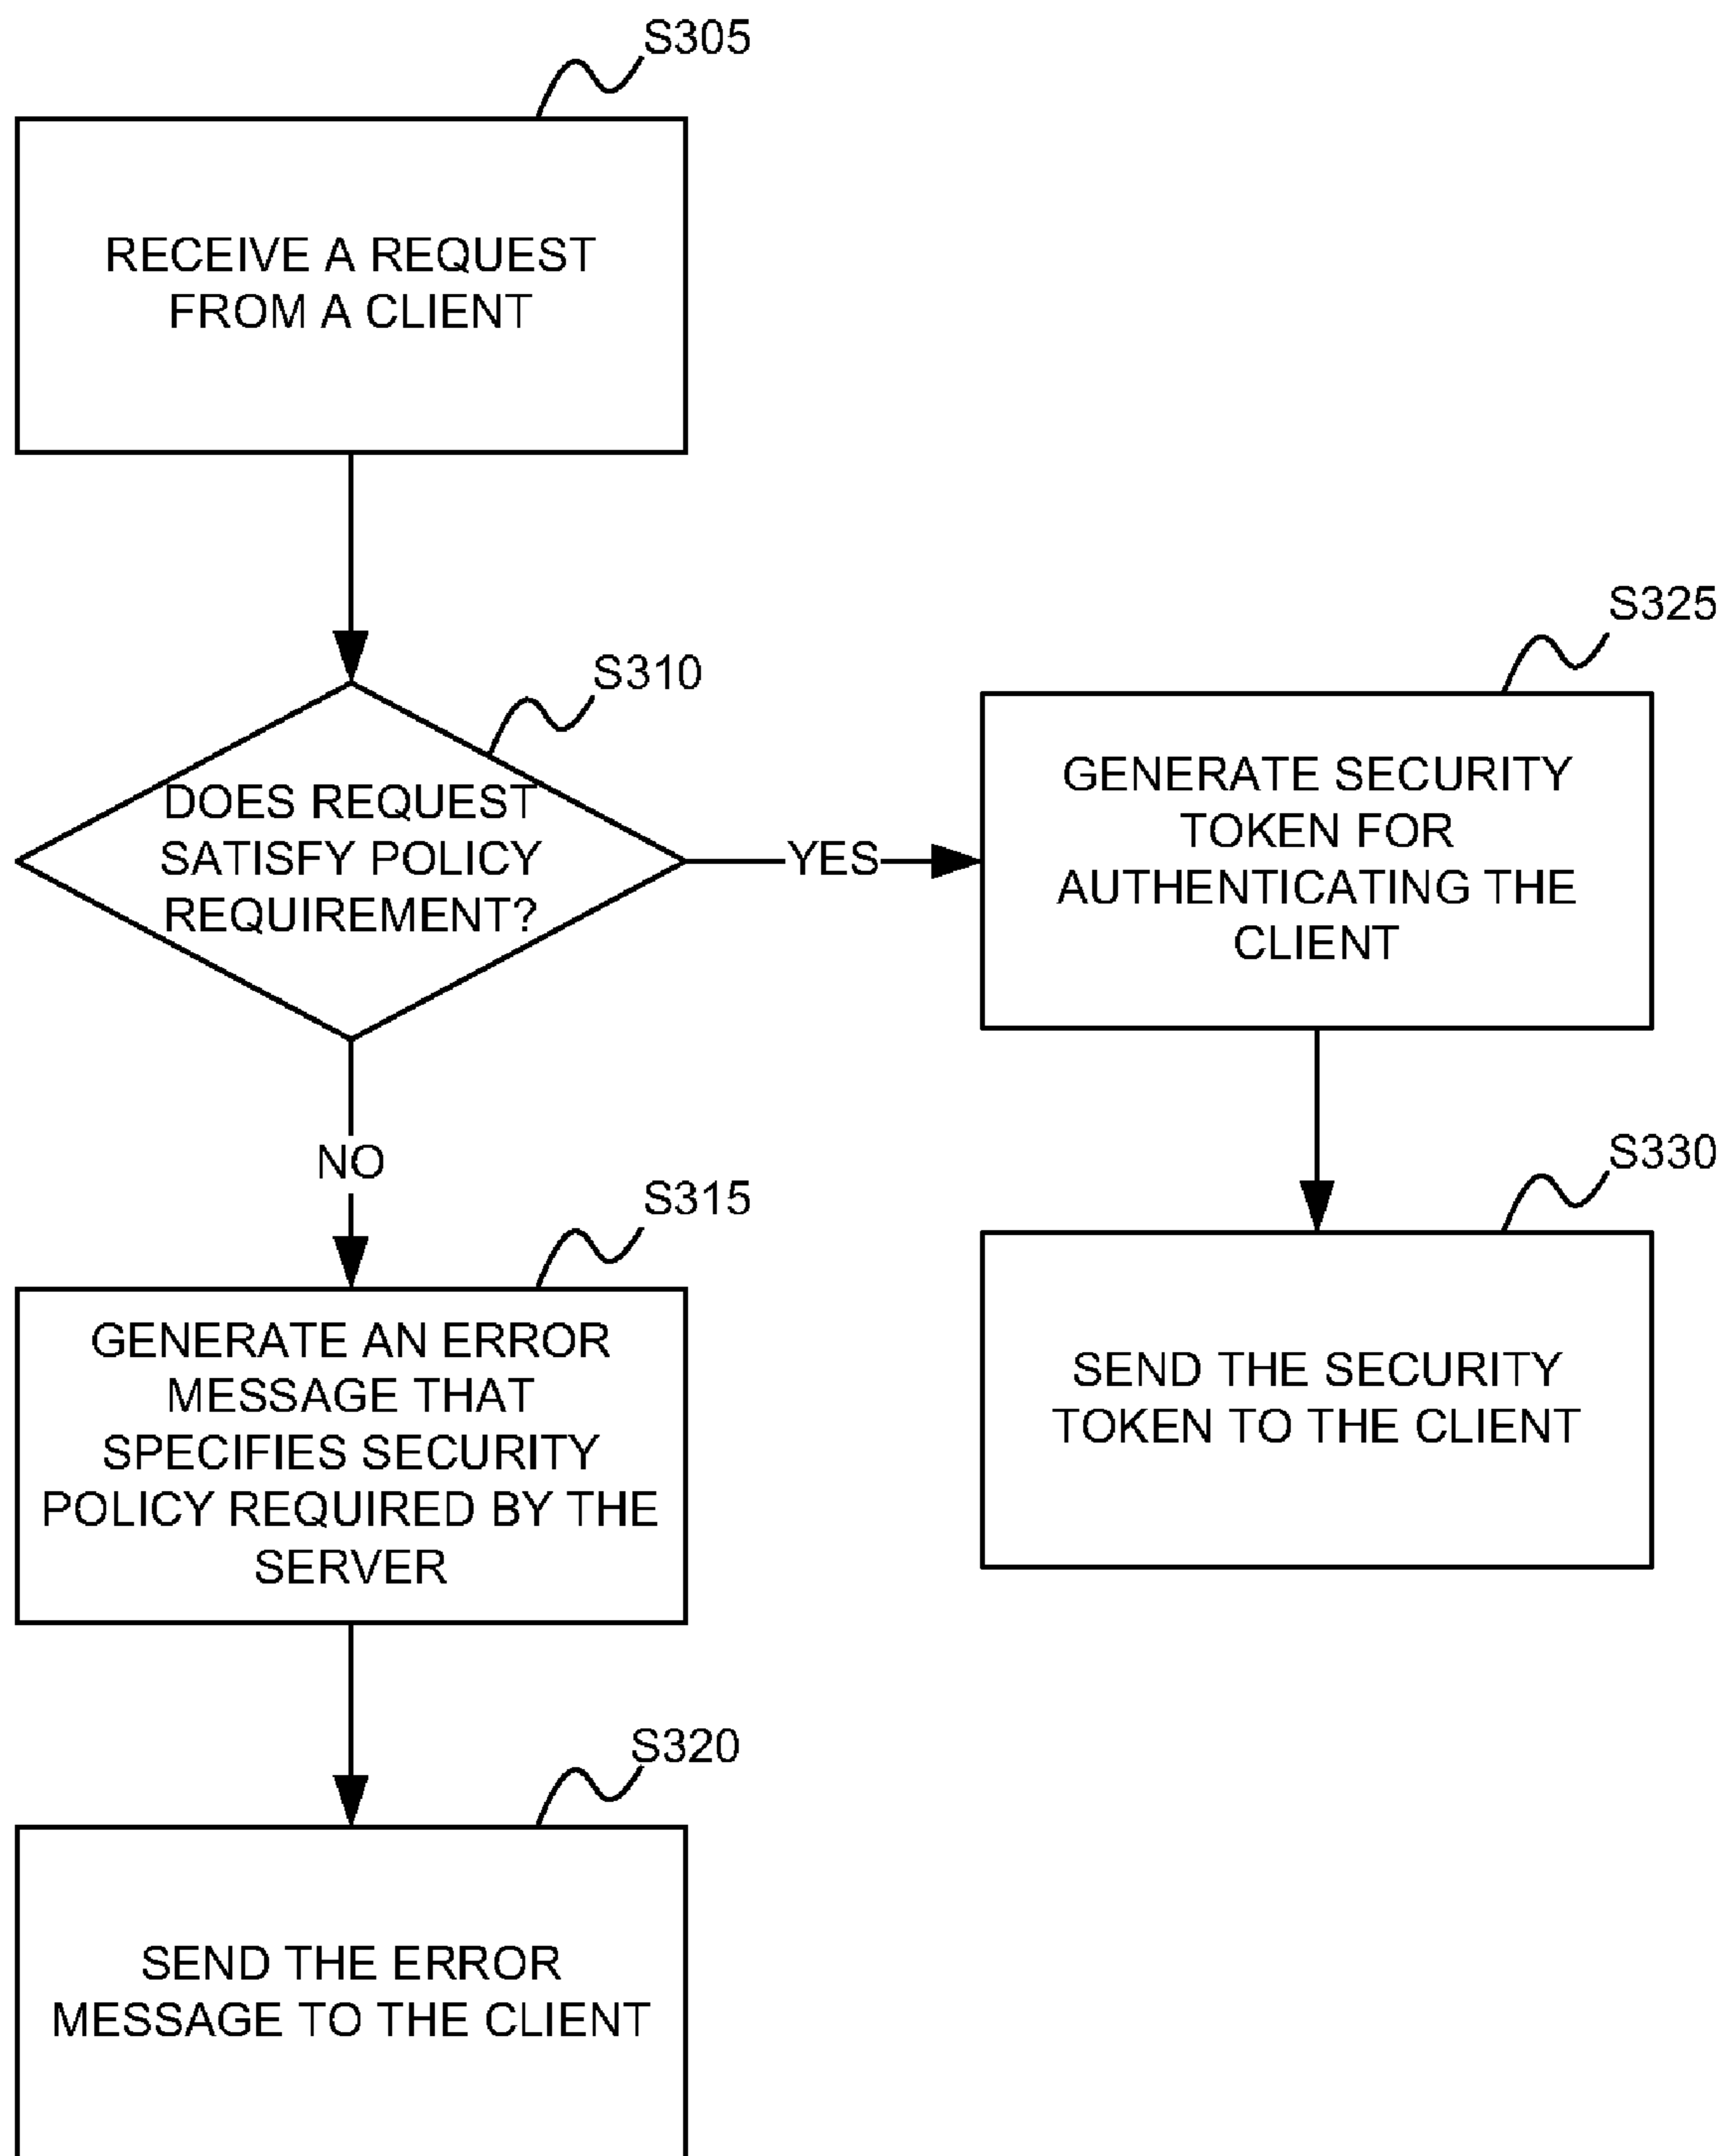 S305
RECEIVE A REQUEST
FROM A CLIENT
S310
DOES REQUEST
SATISFY POLICY
REQUIREMENT?
YES
S325
GENERATE SECURITY
TOKEN FOR
AUTHENTICATING THE
CLIENT
NO
S315
GENERATE AN ERROR
MESSAGE THAT
SPECIFIES SECURITY
POLICY REQUIRED BY THE
SERVER
S330
SEND THE SECURITY
TOKEN TO THE CLIENT
S320
SEND THE ERROR
MESSAGE TO THE CLIENT